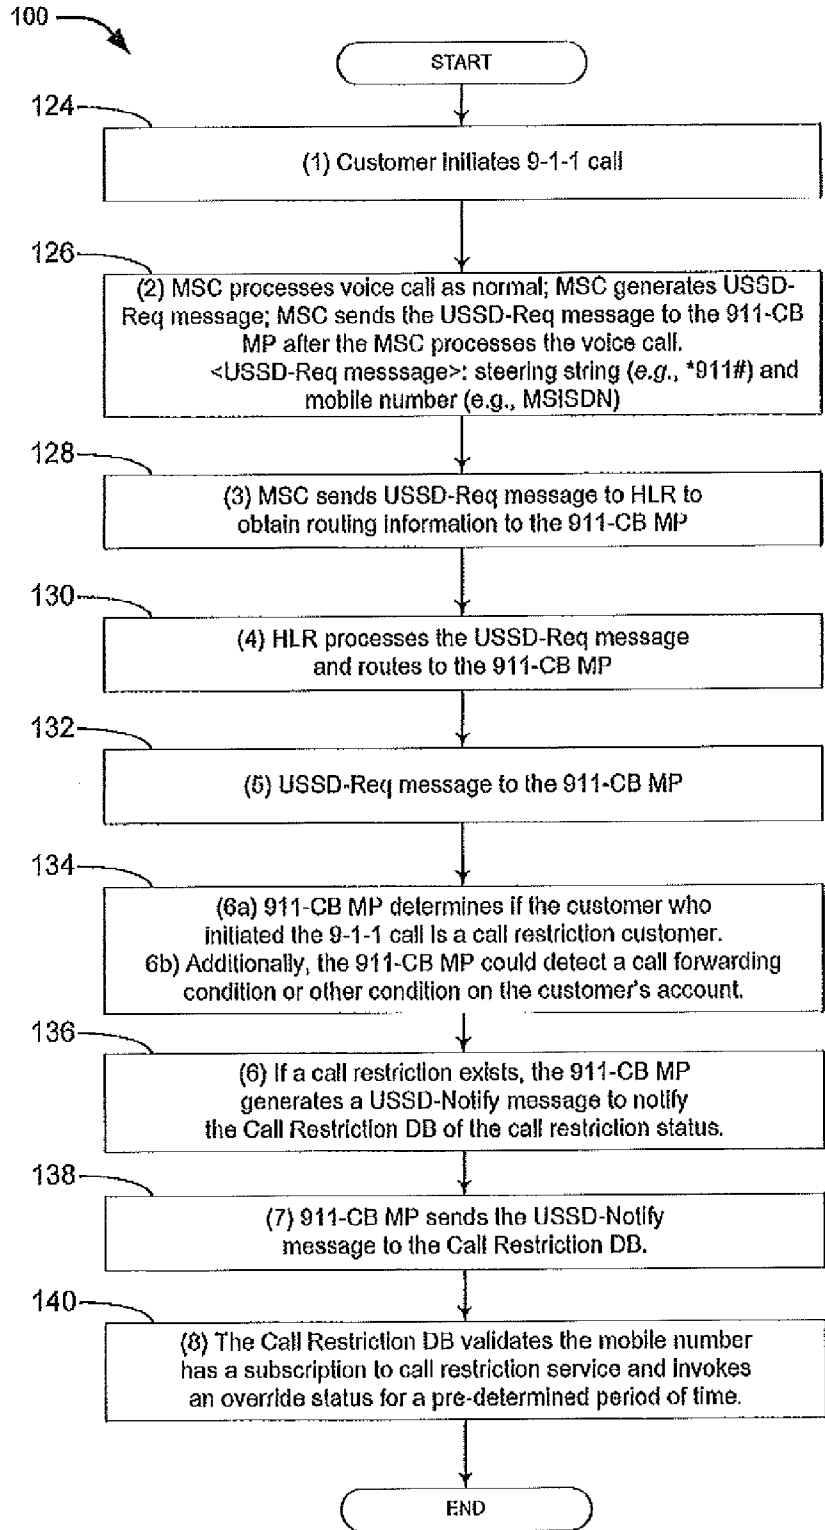 100
START
124
(1) Customer initiates 9-1-1 call
126
(2) MSC processes voice call as normal; MSC generates USSD-
Req message; MSC sends the USSD-Req message to the 911-CB
MP after the MSC processes the voice call.
<USSD-Req messsage>: steering string (e.g., *911#) and
mobile number (e.g., MSISDN)
128
(3) MSC sends USSD-Req message to HLR to
obtain routing information to the 911-CB MP
130
(4) HLR processes the USSD-Req message
and routes to the 911-CB MP
132
(5) USSD-Req message to the 911-CB MP
134
(6a) 911-CB MP determines if the customer who
initiated the 9-1-1 call is a call restriction customer.
6b) Additionally, the 911-CB MP could detect a call forwarding
condition or other condition on the customer's account.
136
(6) If a call restriction exists, the 911-CB MP
generates a USSD-Notify message to notify
the Call Restriction DB of the call restriction status.
138
(7) 911-CB MP sends the USSD-Notify
message to the Call Restriction DB.
140
(8) The Call Restriction DB validates the mobile number
has a subscription to call restriction service and invokes
an override status for a pre-determined period of time.
END